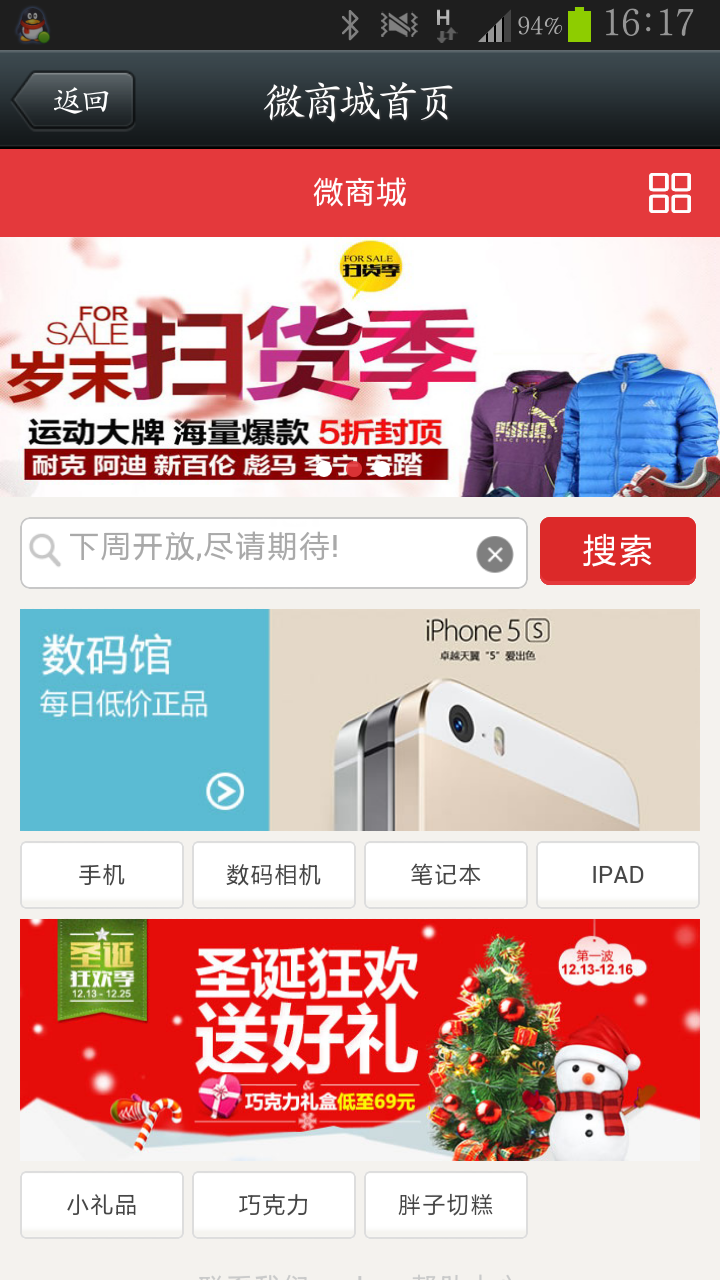 H 94% 16:17
返回 微商城首页
微商城
FOR SALE
扫货季
FOR
SALE
岁末扫货季
运动大牌 海量爆款 5折封顶
耐克 阿迪 新百伦 彪马 李宁 安踏
PUMA
SINCE 1948
adidas
下周开放,尽请期待! 搜索
数码馆
每日低价正品
iPhone 5S
卓越天翼 "5" 爱出色
手机 数码相机 笔记本 IPAD
圣诞
狂欢季
12.13 - 12.25
圣诞狂欢
送好礼
&
巧克力礼盒低至69元
第一波
12.13-12.16
小礼品 巧克力 胖子切糕